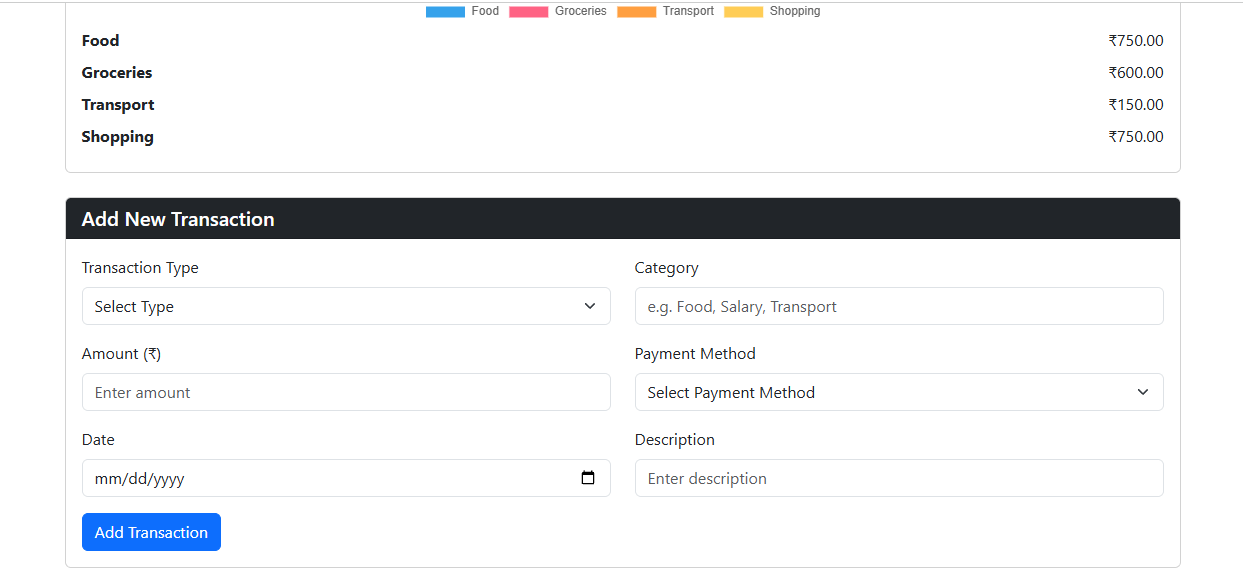 Food Groceries Transport Shopping
Food ₹750.00
Groceries ₹600.00
Transport ₹150.00
Shopping ₹750.00
Add New Transaction
Transaction Type Category
Select Type e.g. Food, Salary, Transport
Amount (₹) Payment Method
Enter amount Select Payment Method
Date Description
mm/dd/yyyy Enter description
Add Transaction